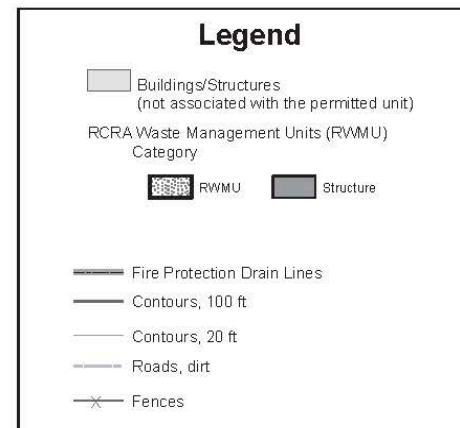 Legend
Buildings/Structures
(not associated with the permitted unit)
RCRA Waste Management Units (RWMU)
Category
RWMU Structure
Fire Protection Drain Lines
Contours, 100 ft
Contours, 20 ft
Roads, dirt
Fences